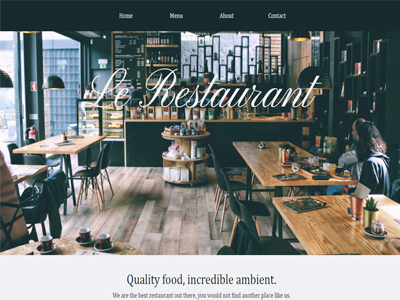 Home Menu About Contact
Le Restaurant
Quality food, incredible ambient.
We are the best restaurant out there, you would not find another place like us.